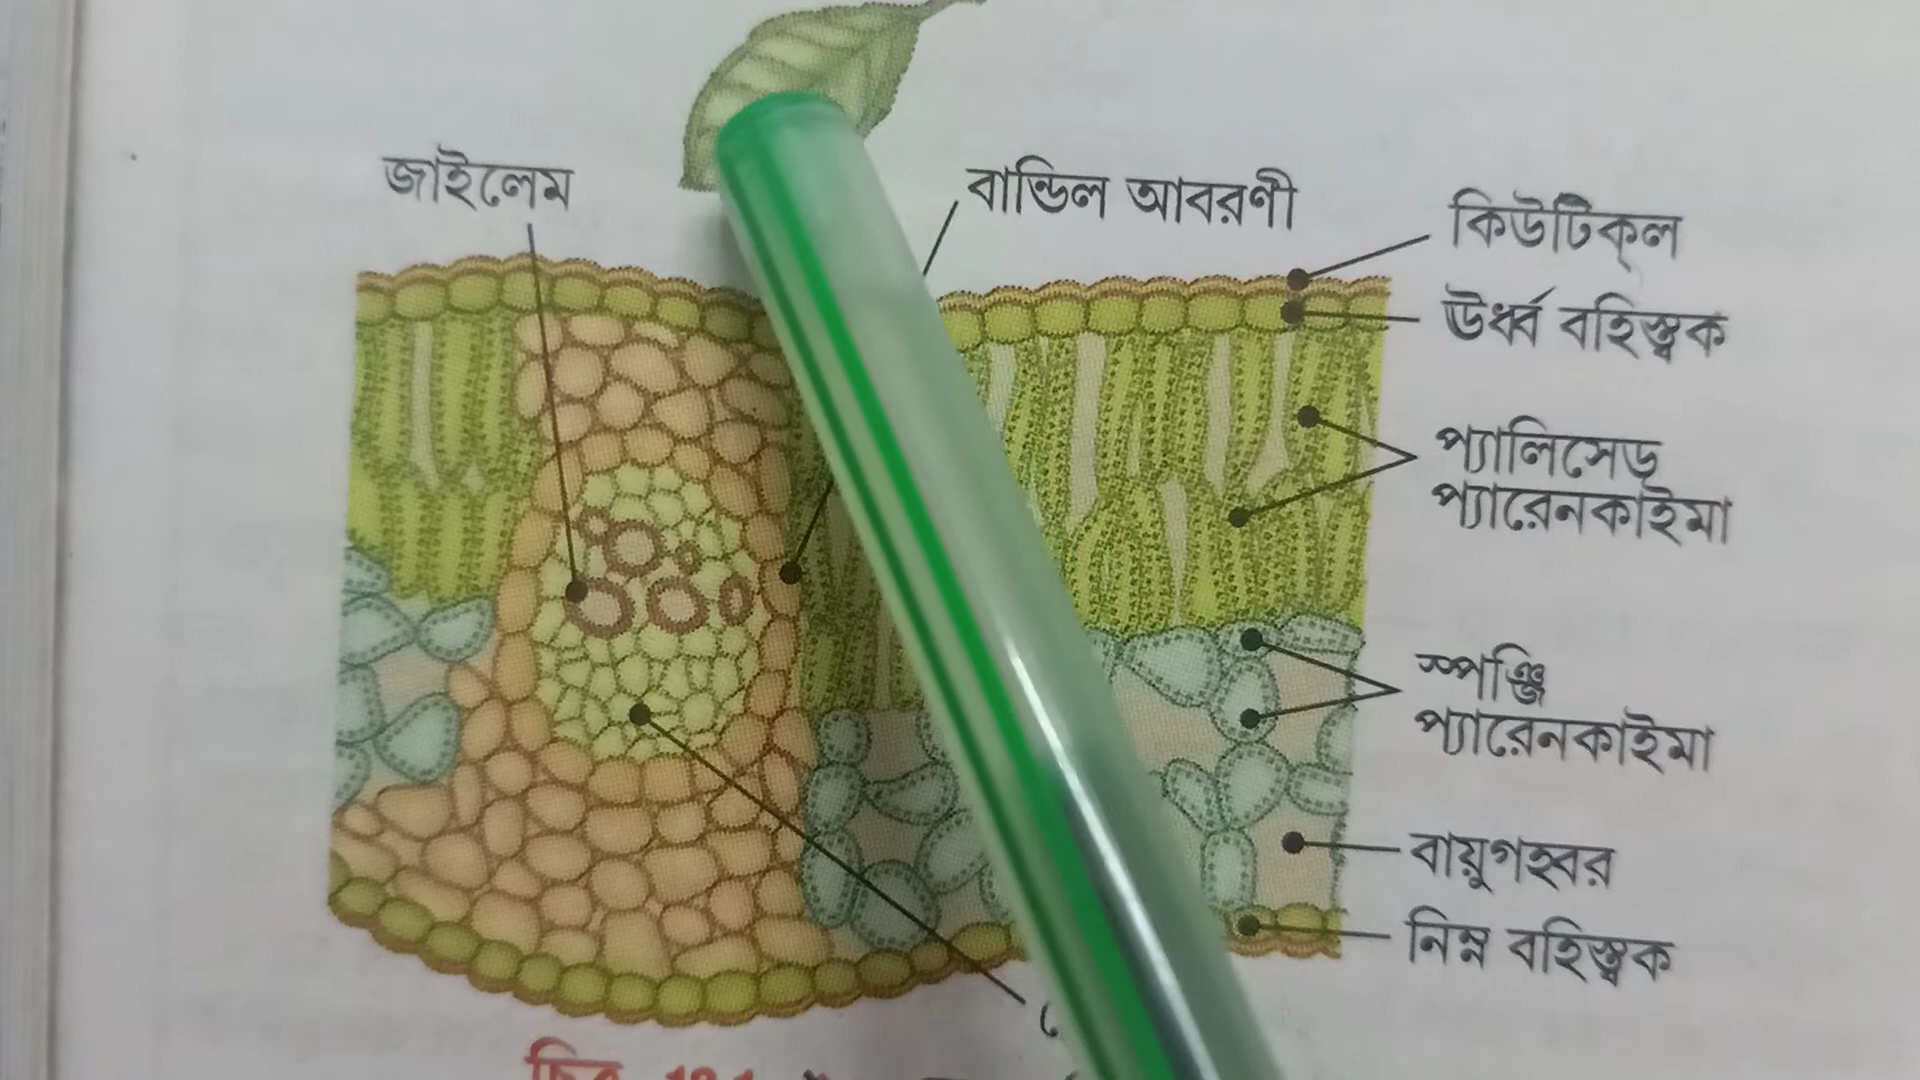 জাইলেম
বান্ডিল আবরণী
কিউটিক্‌ল
ঊর্ধ্ব বহিস্ত্বক
প্যালিসেড
প্যারেনকাইমা
স্পঞ্জি
প্যারেনকাইমা
বায়ুগহ্বর
নিম্ন বহিস্ত্বক